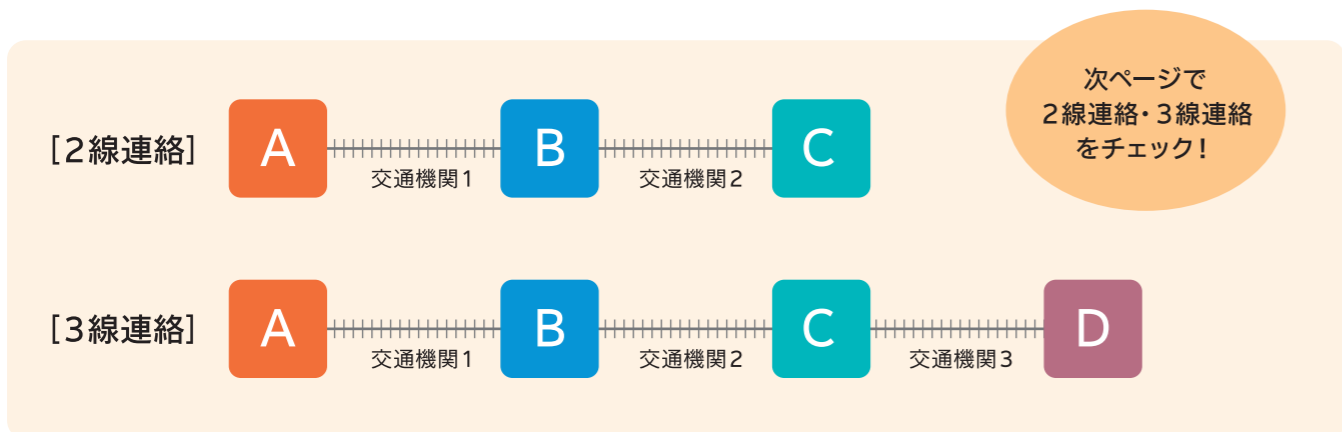 次ページで
2線連絡・3線連絡
をチェック！
[2線連絡] A B C
交通機関1 交通機関2
[3線連絡] A B C D
交通機関1 交通機関2 交通機関3